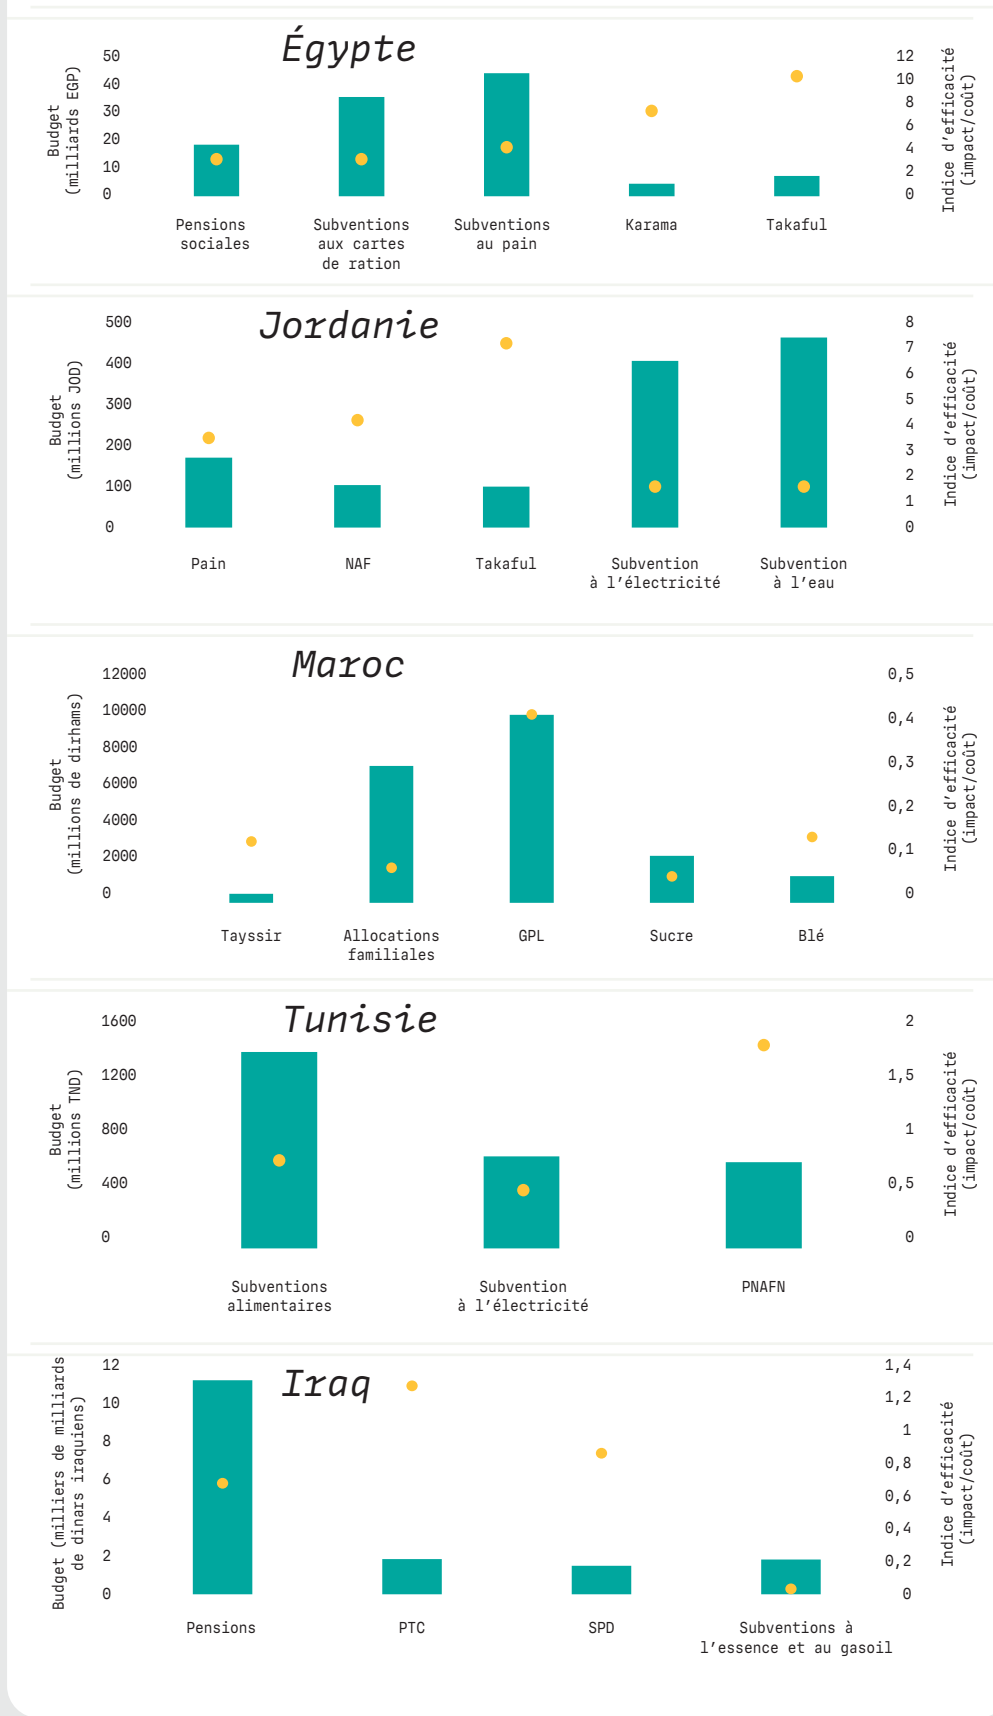 Égypte
Budget
(milliards EGP)
50
40
30
20
10
0
12
10
8
6
4
2
0
Indice d'efficacité
(impact/coût)
Pensions
sociales
Subventions
aux cartes
de ration
Subventions
au pain
Karama
Takaful
Jordanie
Budget
(millions JOD)
500
400
300
200
100
0
8
7
6
5
4
3
2
1
0
Indice d'efficacité
(impact/coût)
Pain
NAF
Takaful
Subvention
à l'électricité
Subvention
à l'eau
Maroc
Budget
(millions de dirhams)
12000
10000
8000
6000
4000
2000
0
0,5
0,4
0,3
0,2
0,1
0
Indice d'efficacité
(impact/coût)
Tayssir
Allocations
familiales
GPL
Sucre
Blé
Tunisie
Budget
(millions TND)
1600
1200
800
400
0
2
1,5
1
0,5
0
Indice d'efficacité
(impact/coût)
Subventions
alimentaires
Subvention
à l'électricité
PNAFN
Iraq
Budget (milliers de milliards
de dinars iraquiens)
12
10
8
6
4
2
0
1,4
1,2
1
0,8
0,6
0,4
0,2
0
Indice d'efficacité
(impact/coût)
Pensions
PTC
SPD
Subventions à
l'essence et au gasoil